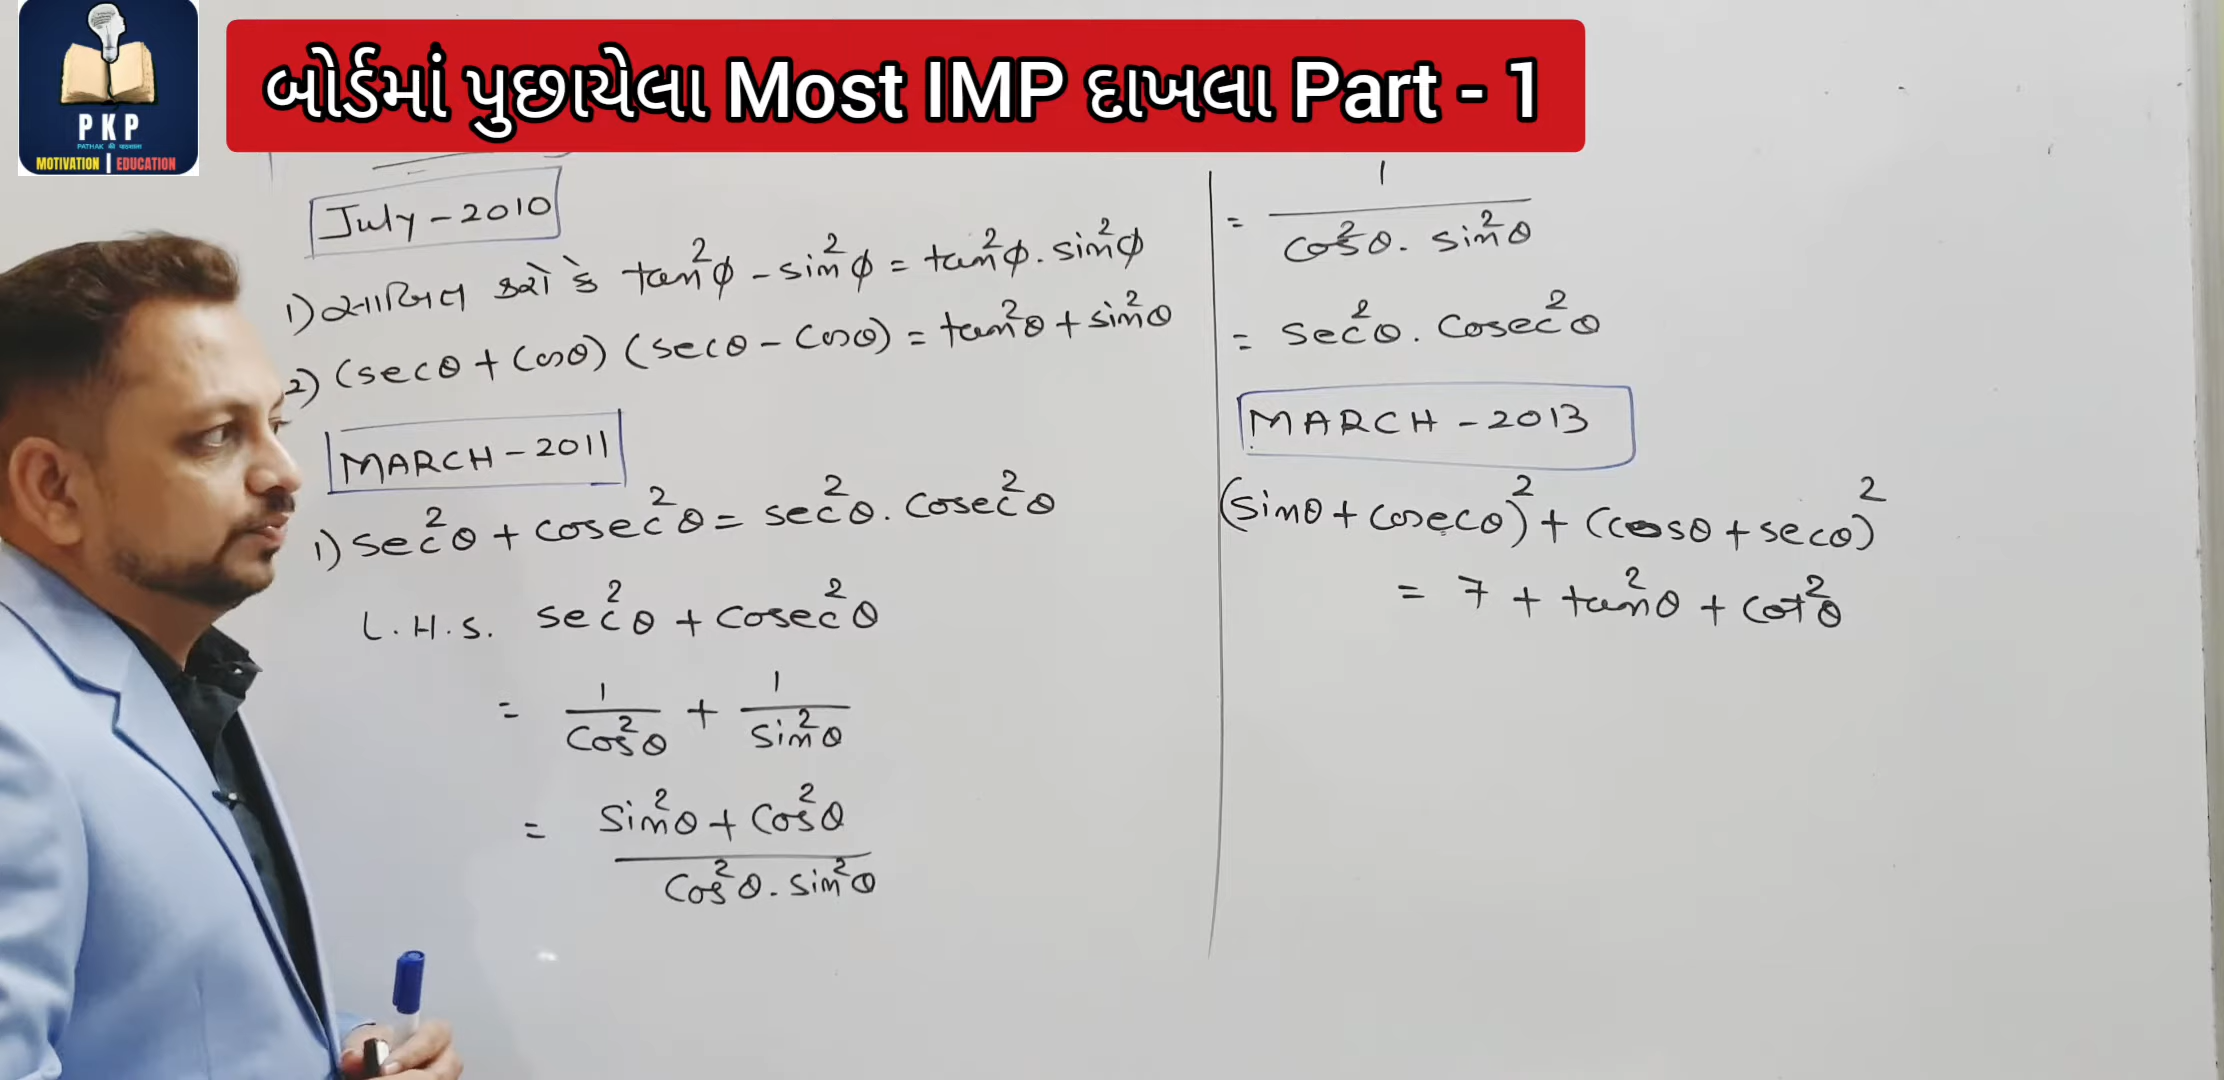 PKP
PATHAK की पाठशाला
MOTIVATION | EDUCATION
બોર્ડમાં પુછાયેલા Most IMP દાખલા Part - 1
July - 2010
1) સાબિત કરો કે tan²φ - sin²φ = tan²φ . sin²φ
2) (secθ + cosθ) (secθ - cosθ) = tan²θ + sin²θ
MARCH - 2011
1) sec²θ + cosec²θ = sec²θ . cosec²θ
L.H.S. sec²θ + cosec²θ
= 1/cos²θ + 1/sin²θ
= (sin²θ + cos²θ)/(cos²θ . sin²θ)
= 1/(cos²θ . sin²θ)
= sec²θ . cosec²θ
MARCH - 2013
(sinθ + cosecθ)² + (cosθ + secθ)²
= 7 + tan²θ + cot²θ